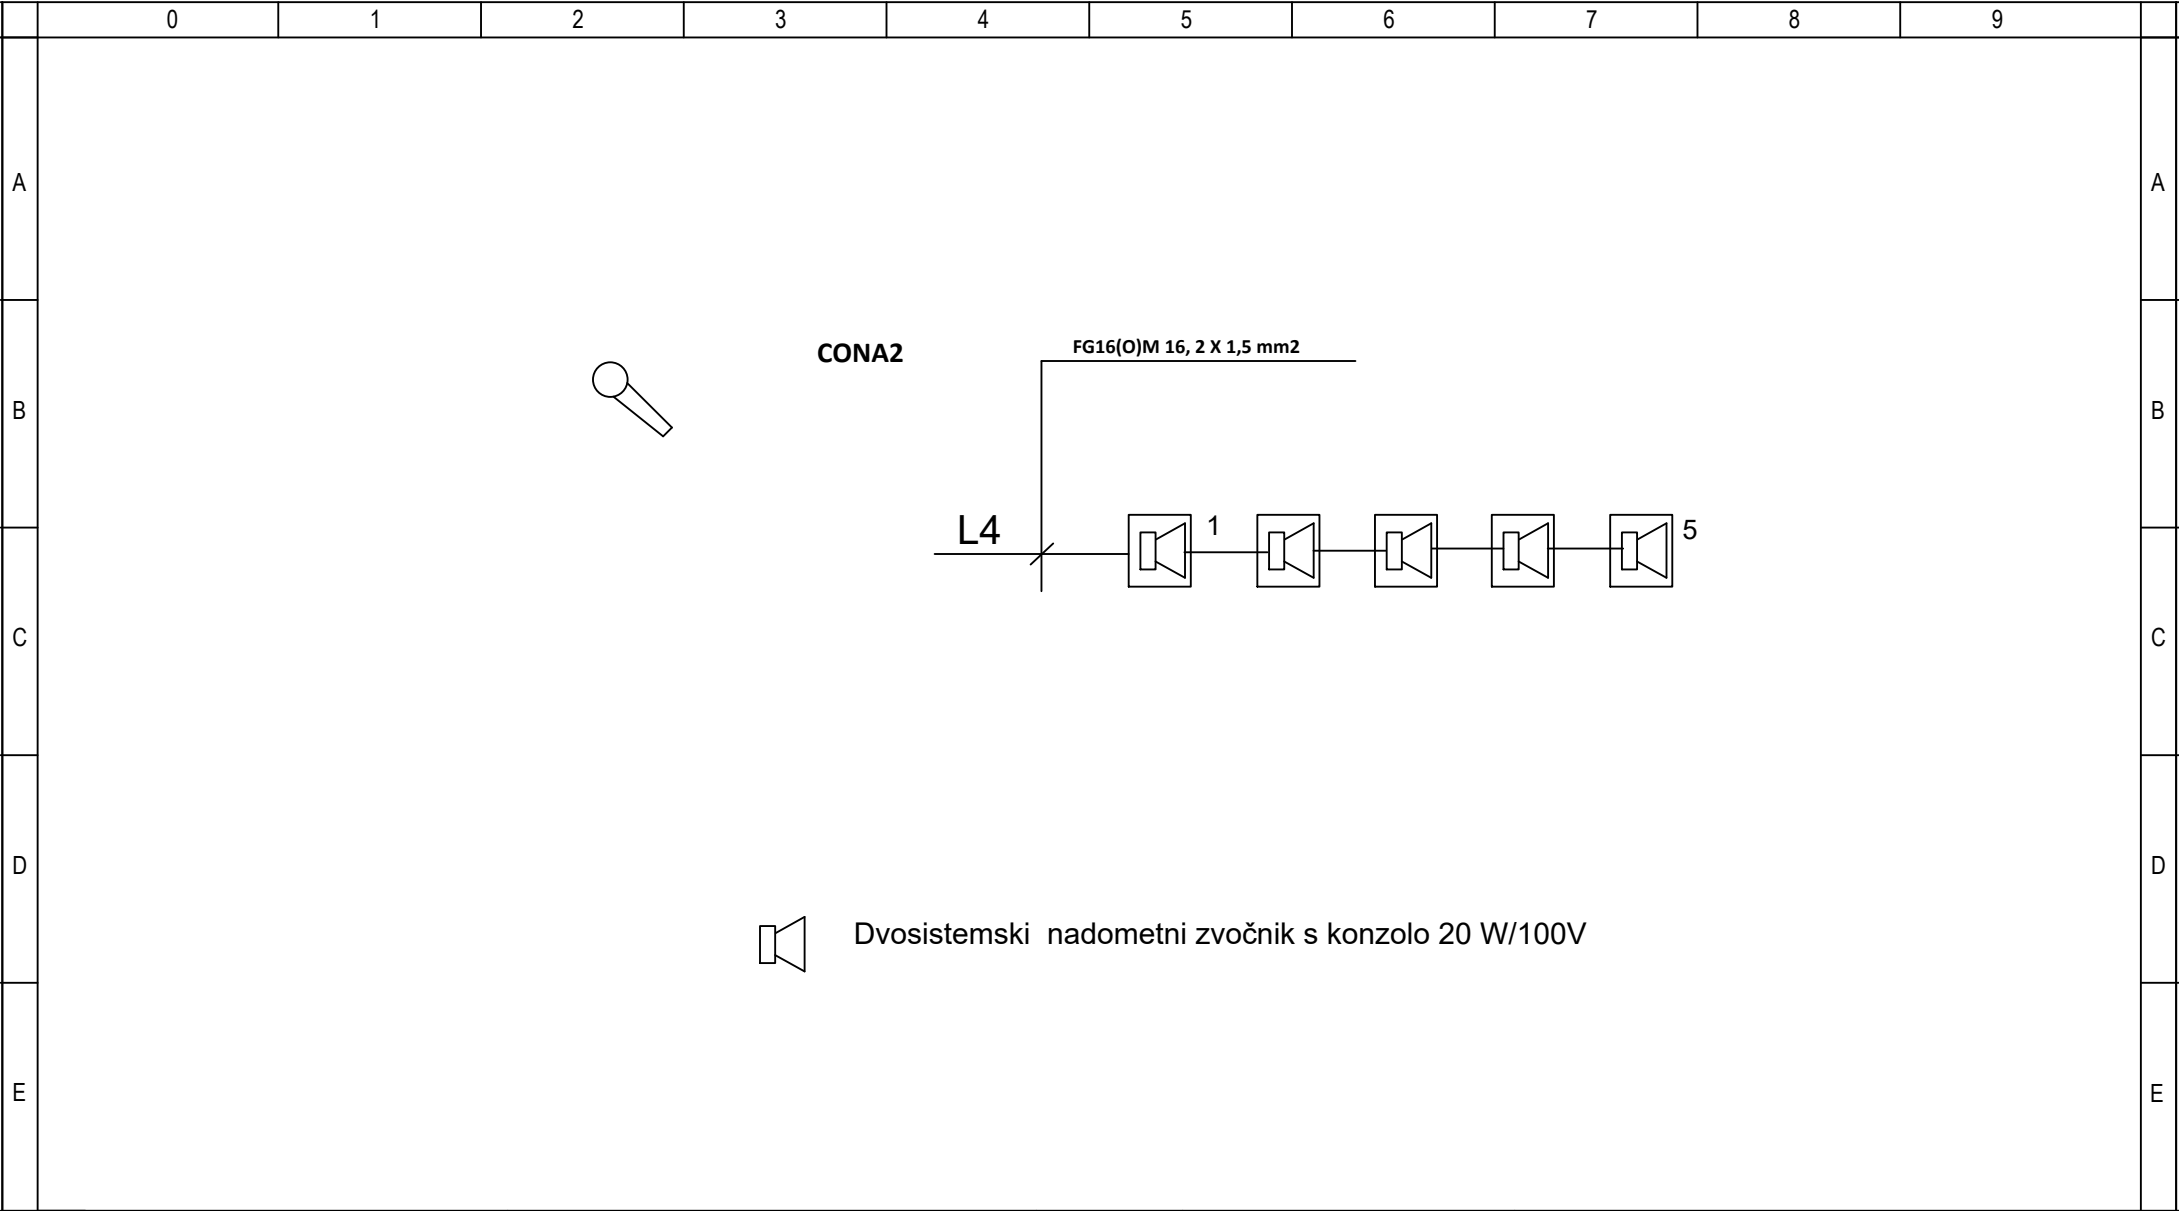 0 1 2 3 4 5 6 7 8 9
A A
CONA2 FG16(O)M 16, 2 X 1,5 mm2
B B
L4 1 5
C C
D D
Dvosistemski  nadometni zvočnik s konzolo 20 W/100V
E E